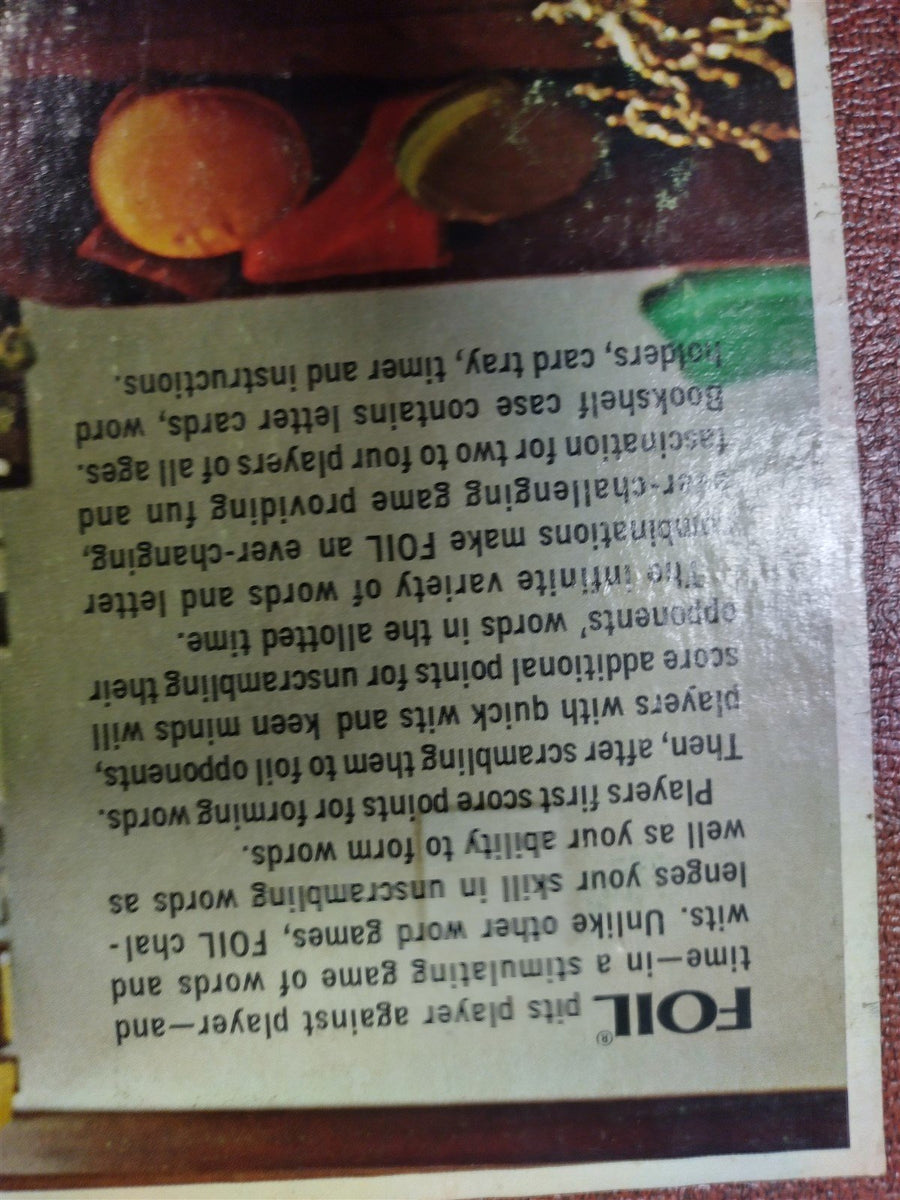 FOIL® pits player against player—and
time—in a stimulating game of words and
wits. Unlike other word games, FOIL chal-
lenges your skill in unscrambling words as
well as your ability to form words.
Players first score points for forming words.
Then, after scrambling them to foil opponents,
players with quick wits and keen minds will
score additional points for unscrambling their
opponents' words in the allotted time.
The infinite variety of words and letter
combinations make FOIL an ever-changing,
ever-challenging game providing fun and
fascination for two to four players of all ages.
Bookshelf case contains letter cards, word
holders, card tray, timer and instructions.